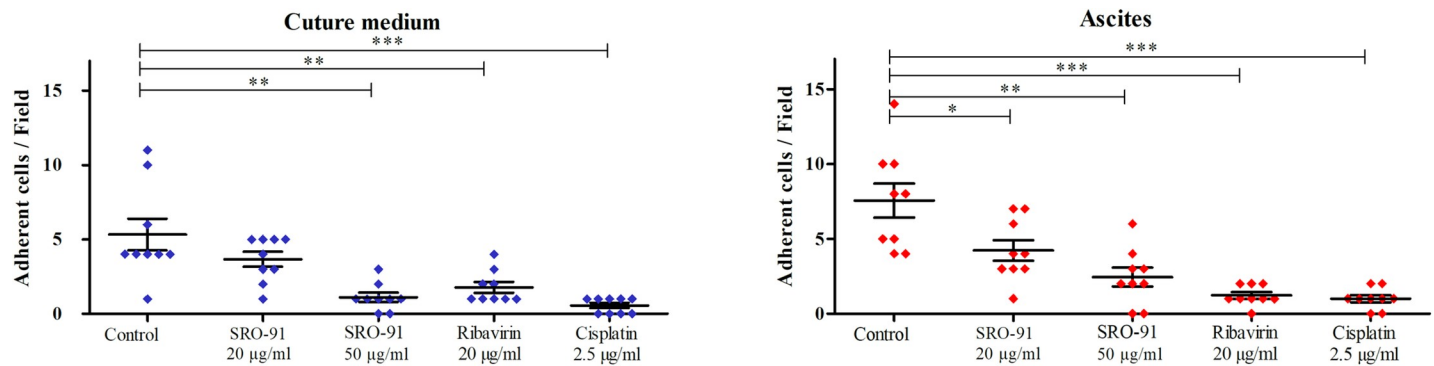 Cuture medium
***
**
**
Adherent cells / Field
15
10
5
0
Control
SRO-91
20 µg/ml
SRO-91
50 µg/ml
Ribavirin
20 µg/ml
Cisplatin
2.5 µg/ml
Ascites
***
***
**
*
Adherent cells / Field
15
10
5
0
Control
SRO-91
20 µg/ml
SRO-91
50 µg/ml
Ribavirin
20 µg/ml
Cisplatin
2.5 µg/ml